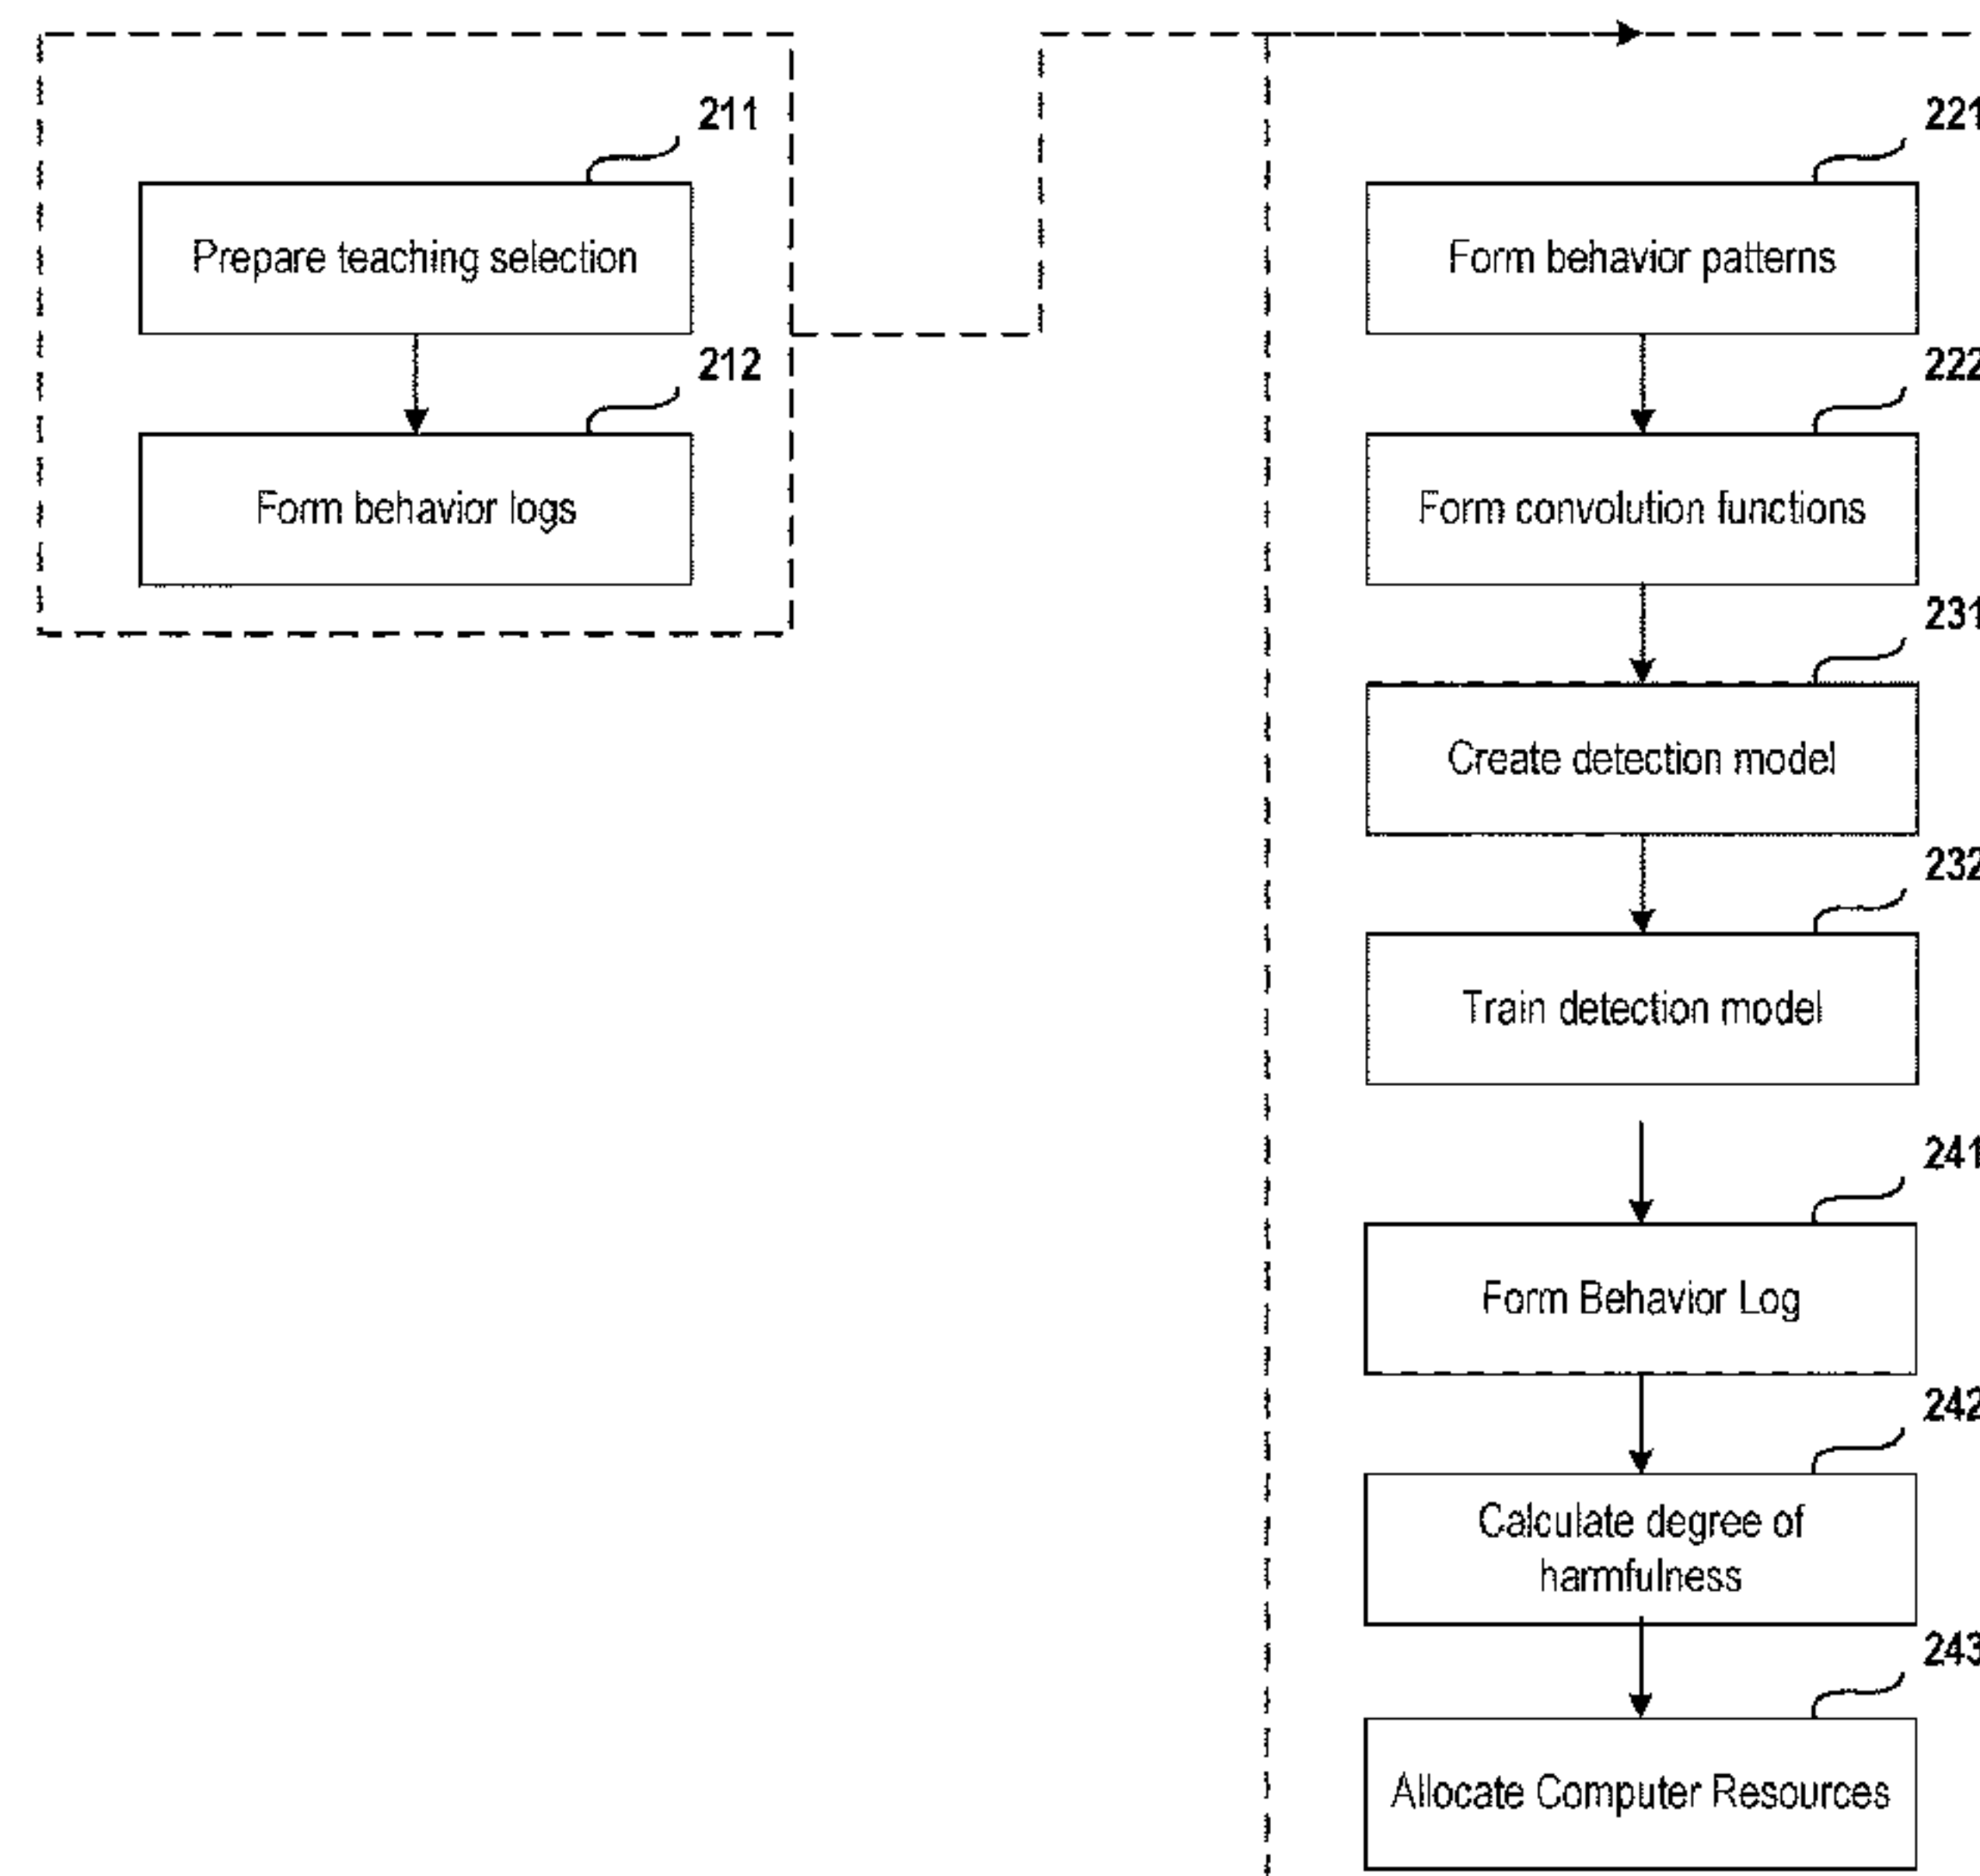 211
Prepare teaching selection
212
Form behavior logs
221
Form behavior patterns
222
Form convolution functions
231
Create detection model
232
Train detection model
241
Form Behavior Log
242
Calculate degree of
harmfulness
243
Allocate Computer Resources